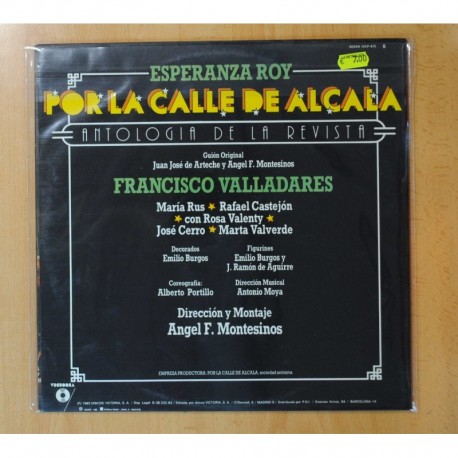 € 7.00
ESPERANZA ROY
POR LA CALLE DE ALCALA
ANTOLOGIA DE LA REVISTA
Guión Original
Juan José de Arteche y Angel F. Montesinos
FRANCISCO VALLADARES
María Rus ★ Rafael Castejón
★ con Rosa Valenty ★
José Cerro ★ Marta Valverde
Decorados Figurines
Emilio Burgos Emilio Burgos y
J. Ramón de Aguirre
Coreografía: Dirección Musical
Alberto Portillo Antonio Moya
Dirección y Montaje
Angel F. Montesinos
EMPRESA PRODUCTORA: POR LA CALLE DE ALCALA, sociedad anónima
VICTORIA